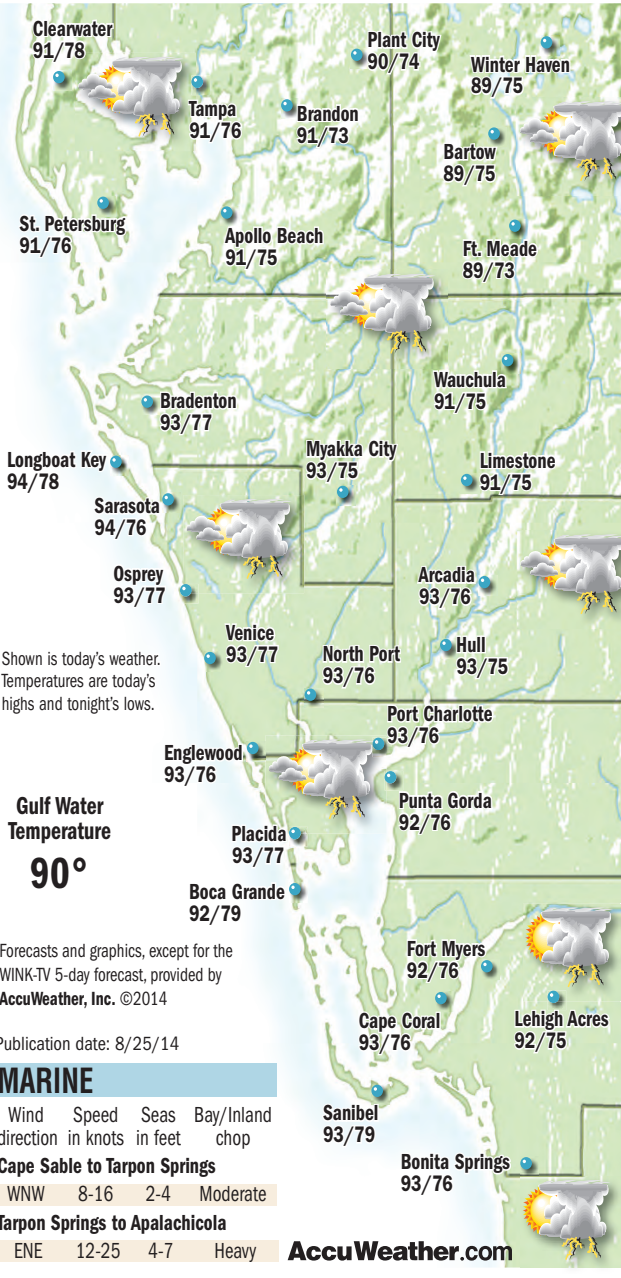 Clearwater
91/78
Plant City
90/74
Winter Haven
89/75
Tampa
91/76
Brandon
91/73
Bartow
89/75
St. Petersburg
91/76
Apollo Beach
91/75
Ft. Meade
89/73
Wauchula
91/75
Bradenton
93/77
Longboat Key
94/78
Myakka City
93/75
Limestone
91/75
Sarasota
94/76
Osprey
93/77
Arcadia
93/76
Venice
93/77
North Port
93/76
Hull
93/75
Shown is today's weather.
Temperatures are today's
highs and tonight's lows.
Port Charlotte
93/76
Englewood
93/76
Punta Gorda
92/76
Gulf Water
Temperature
90°
Placida
93/77
Boca Grande
92/79
Forecasts and graphics, except for the
WINK-TV 5-day forecast, provided by
AccuWeather, Inc. ©2014
Fort Myers
92/76
Cape Coral
93/76
Lehigh Acres
92/75
Publication date: 8/25/14
MARINE
Wind Speed Seas Bay/Inland
direction in knots in feet chop
Cape Sable to Tarpon Springs
WNW 8-16 2-4 Moderate
Tarpon Springs to Apalachicola
ENE 12-25 4-7 Heavy
Sanibel
93/79
Bonita Springs
93/76
AccuWeather.com